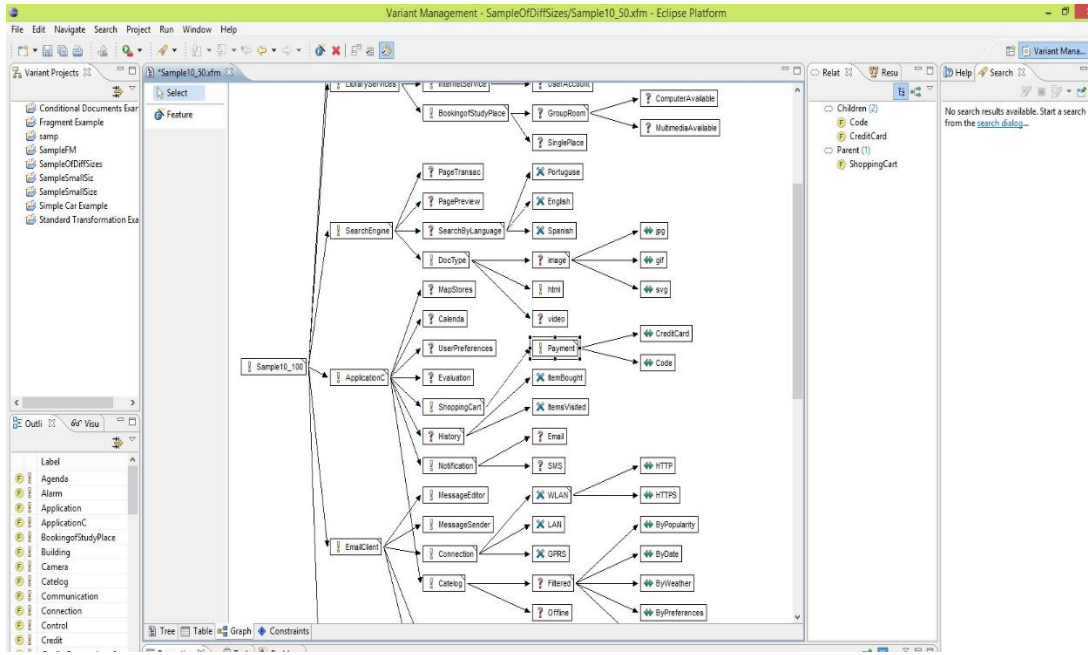 Variant Management - SampleOfDiffSizes/Sample10_50.xfm - Eclipse Platform
File Edit Navigate Search Project Run Window Help
Variant Mana...
Variant Projects
Conditional Documents Exar
Fragment Example
samp
SampleFM
SampleOfDiffSizes
SampleSmallSiz
SampleSmallSize
Simple Car Example
Standard Transformation Exa
Outli
Visu
Label
Agenda
Alarm
Application
ApplicationC
BookingofStudyPlace
Building
Camera
Catelog
Communication
Connection
Control
Credit
*Sample10_50.xfm
Select
Feature
LibraryServices
InternetService
UserAccount
BookingofStudyPlace
GroupRoom
ComputerAvailable
MultimediaAvailable
SinglePlace
PageTransac
Portuguse
PagePreview
English
SearchEngine
SearchByLanguage
Spanish
jpg
DocType
image
gif
MapStores
html
svg
Calenda
video
CreditCard
UserPreferences
Payment
Code
Sample10_100
ApplicationC
Evaluation
ItemBought
ShoppingCart
ItemsVisited
History
Email
Notification
SMS
HTTP
MessageEditor
WLAN
HTTPS
MessageSender
LAN
ByPopularity
EmailClient
Connection
GPRS
ByDate
Catelog
Filtered
ByWeather
Offline
ByPreferences
Tree
Table
Graph
Constraints
Relat
Resu
Children (2)
Code
CreditCard
Parent (1)
ShoppingCart
Help
Search
No search results available. Start a search
from the search dialog...